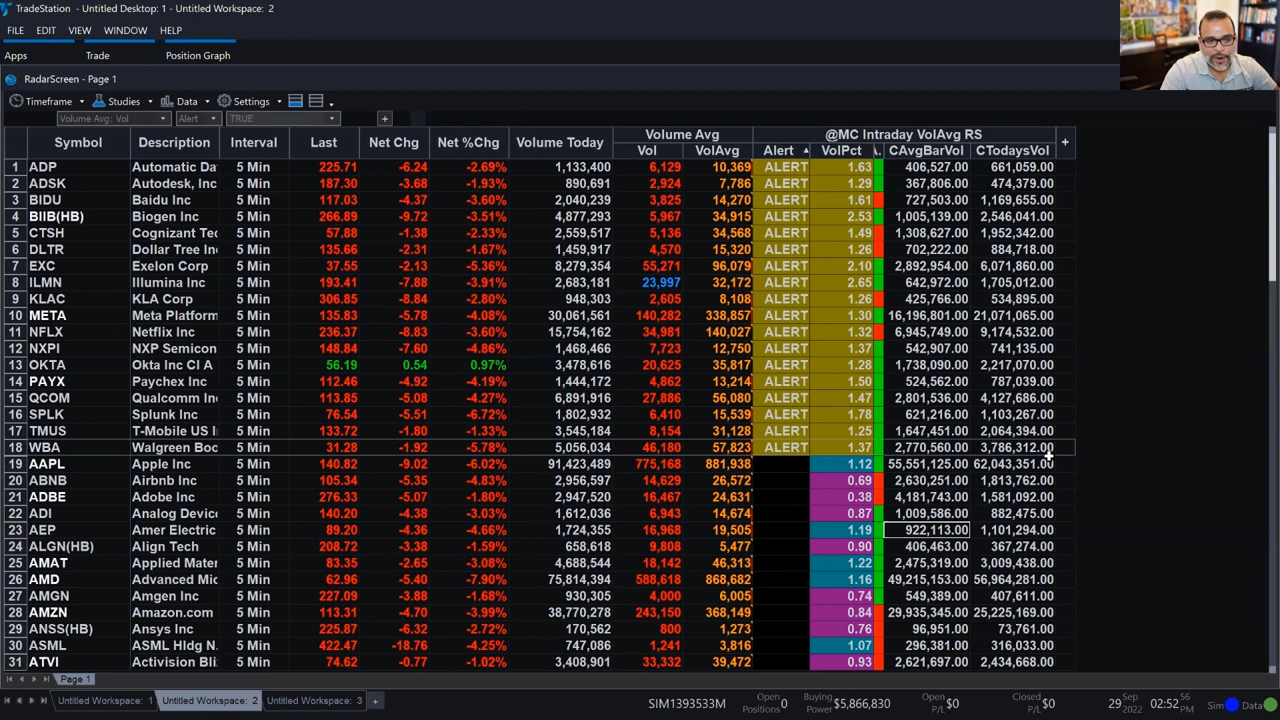 TradeStation - Untitled Desktop: 1 - Untitled Workspace: 2
FILE EDIT VIEW WINDOW HELP
Apps Trade Position Graph
RadarScreen - Page 1
Timeframe Studies Data Settings
Volume Avg: Vol Alert TRUE +
Symbol Description Interval Last Net Chg Net %Chg Volume Today Volume Avg @MC Intraday VolAvg RS +
Vol VolAvg Alert VolPct CAvgBarVol CTodaysVol
1 ADP Automatic Da 5 Min 225.71 -6.24 -2.69% 1,133,400 6,129 10,369 ALERT 1.63 406,527.00 661,059.00
2 ADSK Autodesk, Inc 5 Min 187.30 -3.68 -1.93% 890,691 2,924 7,786 ALERT 1.29 367,806.00 474,379.00
3 BIDU Baidu Inc 5 Min 117.03 -4.37 -3.60% 2,040,239 3,825 14,270 ALERT 1.61 727,503.00 1,169,655.00
4 BIIB(HB) Biogen Inc 5 Min 266.89 -9.72 -3.51% 4,877,293 5,967 34,915 ALERT 2.53 1,005,139.00 2,546,041.00
5 CTSH Cognizant Te 5 Min 57.88 -1.38 -2.33% 2,559,517 5,136 34,568 ALERT 1.49 1,308,627.00 1,952,342.00
6 DLTR Dollar Tree In 5 Min 135.66 -2.31 -1.67% 1,459,917 4,570 15,320 ALERT 1.26 702,222.00 884,718.00
7 EXC Exelon Corp 5 Min 37.55 -2.13 -5.36% 8,279,354 55,271 96,079 ALERT 2.10 2,892,954.00 6,071,860.00
8 ILMN Illumina Inc 5 Min 193.41 -7.88 -3.91% 2,683,181 23,997 32,172 ALERT 2.65 642,972.00 1,705,012.00
9 KLAC KLA Corp 5 Min 306.85 -8.84 -2.80% 948,303 2,605 8,108 ALERT 1.26 425,766.00 534,895.00
10 META Meta Platform 5 Min 135.83 -5.78 -4.08% 30,061,561 140,282 338,857 ALERT 1.30 16,196,801.00 21,071,065.00
11 NFLX Netflix Inc 5 Min 236.37 -8.83 -3.60% 15,754,162 34,981 140,027 ALERT 1.32 6,945,749.00 9,174,532.00
12 NXPI NXP Semicon 5 Min 148.84 -7.60 -4.86% 1,468,466 7,723 12,750 ALERT 1.37 542,907.00 741,135.00
13 OKTA Okta Inc Cl A 5 Min 56.19 0.54 0.97% 3,478,616 20,625 35,817 ALERT 1.28 1,738,090.00 2,217,070.00
14 PAYX Paychex Inc 5 Min 112.46 -4.92 -4.19% 1,444,172 4,862 13,214 ALERT 1.50 524,562.00 787,039.00
15 QCOM Qualcomm Inc 5 Min 113.85 -5.08 -4.27% 6,891,916 27,886 56,080 ALERT 1.47 2,801,536.00 4,127,686.00
16 SPLK Splunk Inc 5 Min 76.54 -5.51 -6.72% 1,802,932 6,410 15,539 ALERT 1.78 621,216.00 1,103,267.00
17 TMUS T-Mobile US I 5 Min 133.72 -1.80 -1.33% 3,545,184 8,154 31,128 ALERT 1.25 1,647,451.00 2,064,394.00
18 WBA Walgreen Boo 5 Min 31.28 -1.92 -5.78% 5,056,034 46,180 57,823 ALERT 1.37 2,770,560.00 3,786,312.00
19 AAPL Apple Inc 5 Min 140.82 -9.02 -6.02% 91,423,489 775,168 881,938 1.12 55,551,125.00 62,043,351.00
20 ABNB Airbnb Inc 5 Min 105.34 -5.35 -4.83% 2,956,597 14,629 26,572 0.69 2,630,251.00 1,813,762.00
21 ADBE Adobe Inc 5 Min 276.33 -5.07 -1.80% 2,947,520 16,467 24,631 0.38 4,181,743.00 1,581,092.00
22 ADI Analog Device 5 Min 140.20 -4.38 -3.03% 1,612,036 6,943 14,674 0.87 1,009,586.00 882,475.00
23 AEP Amer Electric 5 Min 89.20 -4.36 -4.66% 1,724,355 16,968 19,505 1.19 922,113.00 1,101,294.00
24 ALGN(HB) Align Tech 5 Min 208.72 -3.38 -1.59% 658,618 9,808 5,477 0.90 406,463.00 367,274.00
25 AMAT Applied Mater 5 Min 83.35 -2.65 -3.08% 4,688,544 18,142 46,313 1.22 2,475,319.00 3,009,438.00
26 AMD Advanced Mic 5 Min 62.96 -5.40 -7.90% 75,814,394 588,618 868,682 1.16 49,215,153.00 56,964,281.00
27 AMGN Amgen Inc 5 Min 227.09 -3.88 -1.68% 930,305 4,000 6,005 0.74 549,389.00 407,611.00
28 AMZN Amazon.com 5 Min 113.31 -4.70 -3.99% 38,770,278 243,150 368,149 0.84 29,935,345.00 25,225,169.00
29 ANSS(HB) Ansys Inc 5 Min 225.87 -6.32 -2.72% 170,562 800 1,273 0.76 96,951.00 73,761.00
30 ASML ASML Hldg N. 5 Min 422.47 -18.76 -4.25% 747,086 1,241 3,816 1.07 296,381.00 316,033.00
31 ATVI Activision Bli 5 Min 74.62 -0.77 -1.02% 3,408,901 33,332 39,472 0.93 2,621,697.00 2,434,668.00
Page 1
Untitled Workspace: 1 Untitled Workspace: 2 Untitled Workspace: 3 + SIM1393533M Open Positions 0 Buying Power $5,866,830 Open P/L $0 Closed P/L $0 29 Sep 2022 02:52 56 PM Sim Data